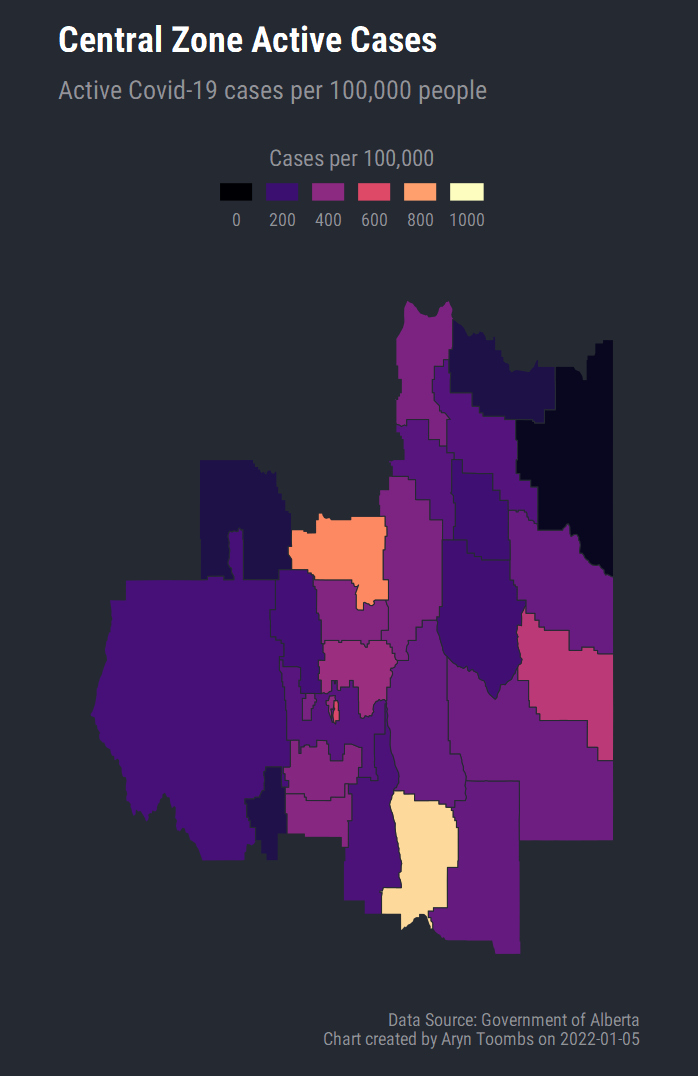 Central Zone Active Cases
Active Covid-19 cases per 100,000 people
Cases per 100,000
0 200 400 600 800 1000
Data Source: Government of Alberta
Chart created by Aryn Toombs on 2022-01-05